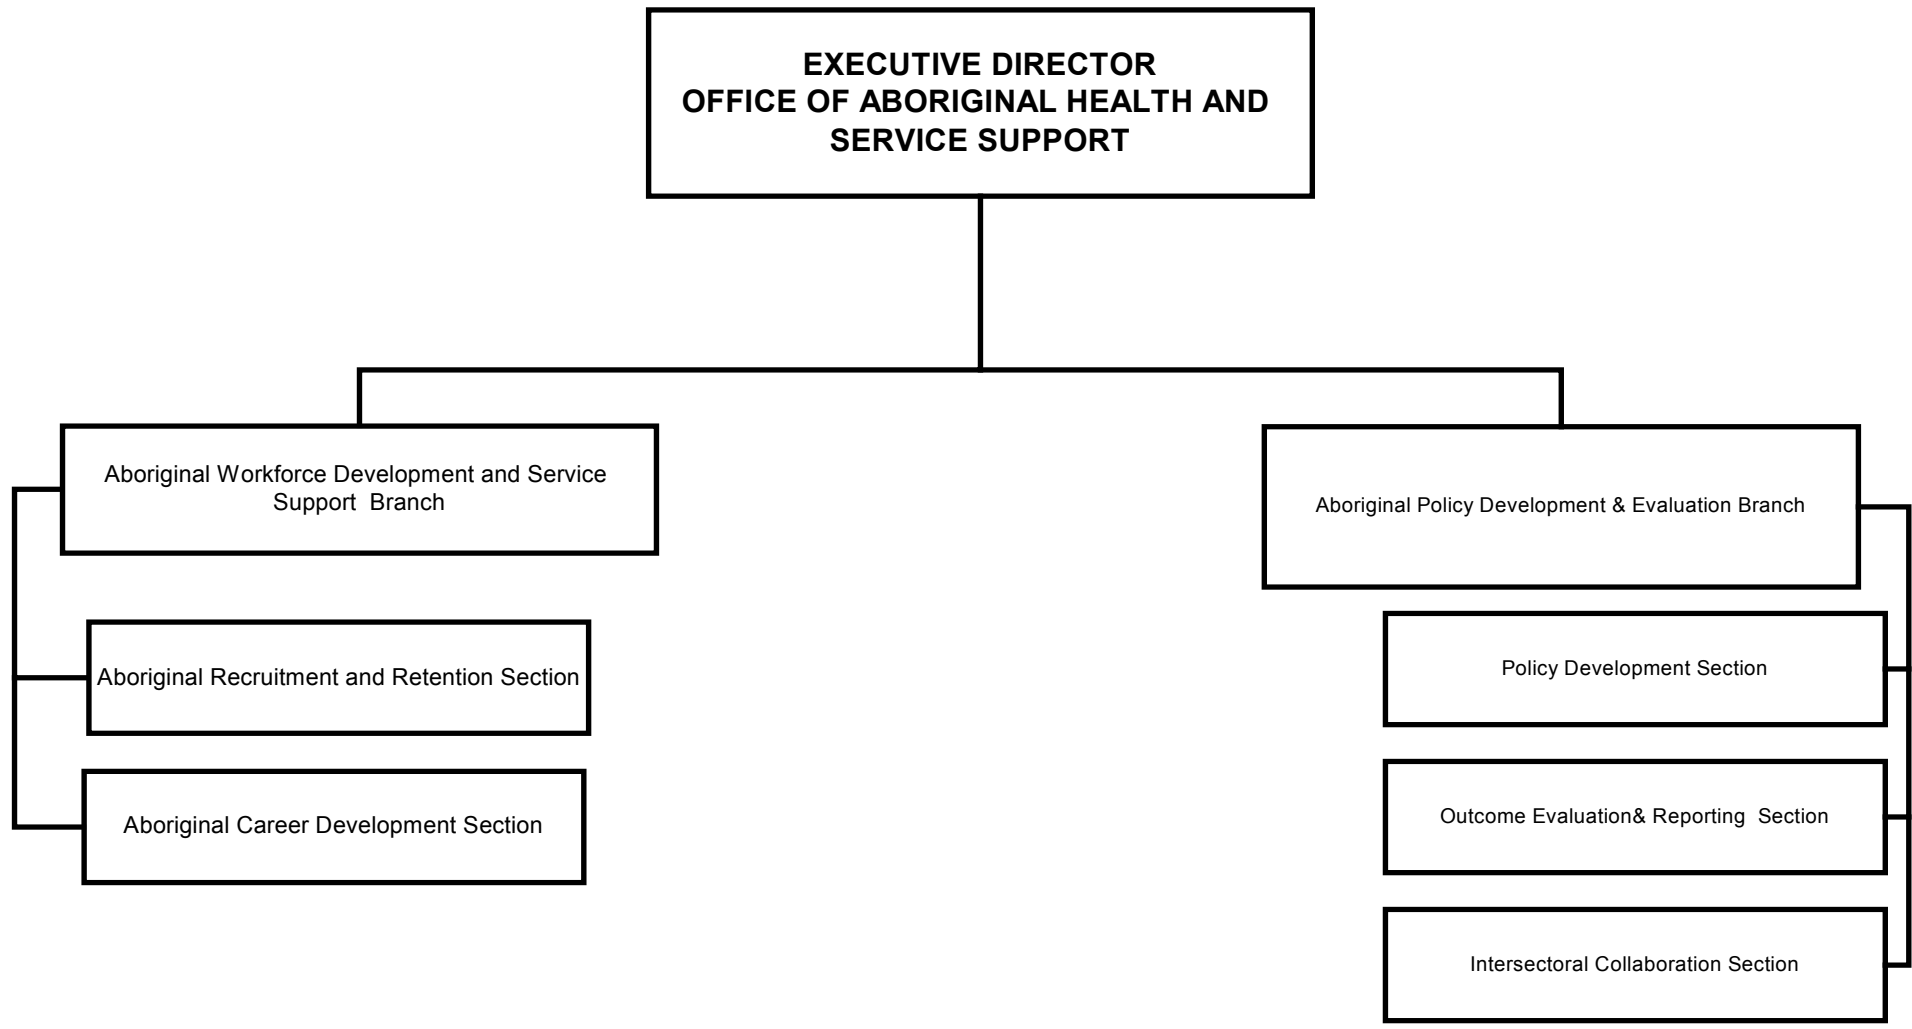 EXECUTIVE DIRECTOR
OFFICE OF ABORIGINAL HEALTH AND
SERVICE SUPPORT
Aboriginal Workforce Development and Service
Support  Branch
Aboriginal Recruitment and Retention Section
Aboriginal Career Development Section
Aboriginal Policy Development & Evaluation Branch
Policy Development Section
Outcome Evaluation& Reporting  Section
Intersectoral Collaboration Section